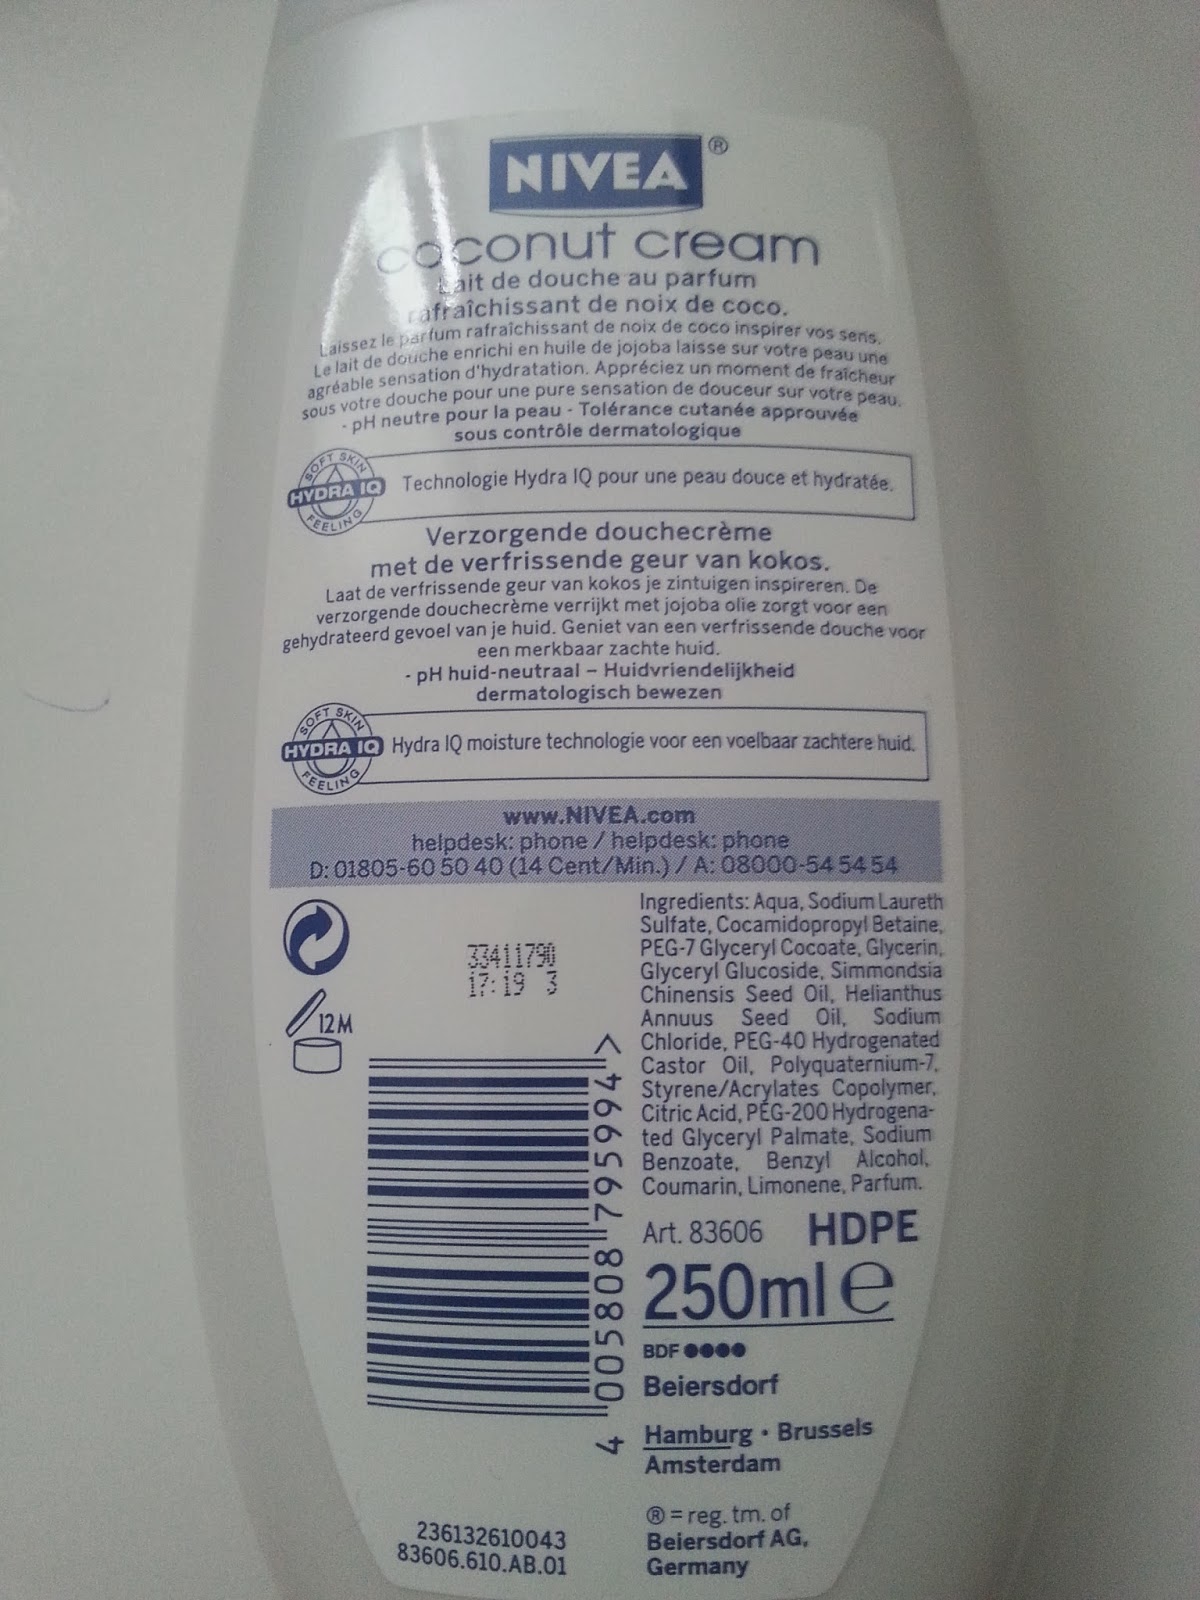 NIVEA®
coconut cream
Lait de douche au parfum
rafraîchissant de noix de coco.
Laissez le parfum rafraîchissant de noix de coco inspirer vos sens.
Le lait de douche enrichi en huile de jojoba laisse sur votre peau une
agréable sensation d'hydratation. Appréciez un moment de fraîcheur
sous votre douche pour une pure sensation de douceur sur votre peau.
· pH neutre pour la peau - Tolérance cutanée approuvée
sous contrôle dermatologique
SOFT SKIN
HYDRA IQ
FEELING
Technologie Hydra IQ pour une peau douce et hydratée.
Verzorgende douchecrème
met de verfrissende geur van kokos.
Laat de verfrissende geur van kokos je zintuigen inspireren. De
verzorgende douchecrème verrijkt met jojoba olie zorgt voor een
gehydrateerd gevoel van je huid. Geniet van een verfrissende douche voor
een merkbaar zachte huid.
· pH huid-neutraal – Huidvriendelijkheid
dermatologisch bewezen
SOFT SKIN
HYDRA IQ
FEELING
Hydra IQ moisture technologie voor een voelbaar zachtere huid.
www.NIVEA.com
helpdesk: phone / helpdesk: phone
D: 01805-60 50 40 (14 Cent/Min.) / A: 08000-54 54 54
33411790
17:19 3
12M
Ingredients: Aqua, Sodium Laureth
Sulfate, Cocamidopropyl Betaine,
PEG-7 Glyceryl Cocoate, Glycerin,
Glyceryl Glucoside, Simmondsia
Chinensis Seed Oil, Helianthus
Annuus Seed Oil, Sodium
Chloride, PEG-40 Hydrogenated
Castor Oil, Polyquaternium-7,
Styrene/Acrylates Copolymer,
Citric Acid, PEG-200 Hydrogena-
ted Glyceryl Palmate, Sodium
Benzoate, Benzyl Alcohol,
Coumarin, Limonene, Parfum.
4 005808 795994 >
Art. 83606 HDPE
250ml e
BDF ●●●●
Beiersdorf
Hamburg · Brussels
Amsterdam
® = reg. tm. of
Beiersdorf AG,
Germany
236132610043
83606.610.AB.01